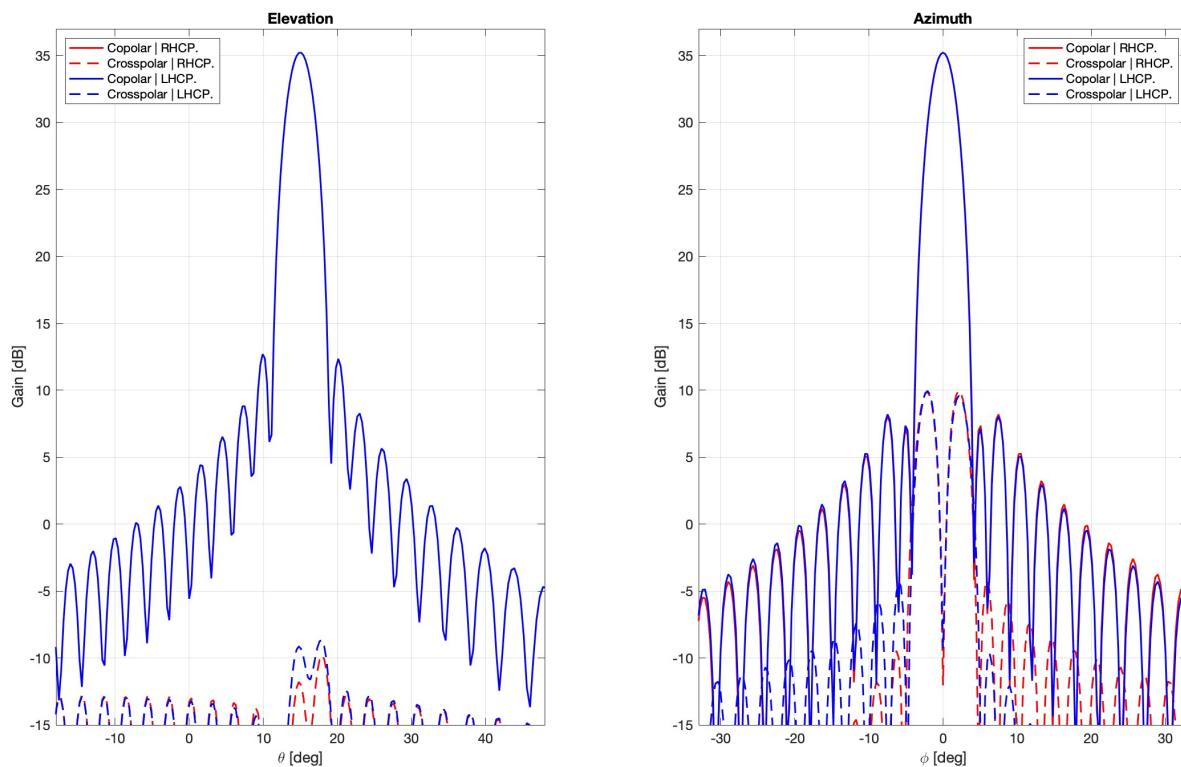 Elevation
Copolar | RHCP.
Crosspolar | RHCP.
Copolar | LHCP.
Crosspolar | LHCP.
Gain [dB]
35
30
25
20
15
10
5
0
-5
-10
-15
-10
0
10
20
30
40
θ [deg]
Azimuth
Copolar | RHCP.
Crosspolar | RHCP.
Copolar | LHCP.
Crosspolar | LHCP.
Gain [dB]
35
30
25
20
15
10
5
0
-5
-10
-15
-30
-20
-10
0
10
20
30
ϕ [deg]